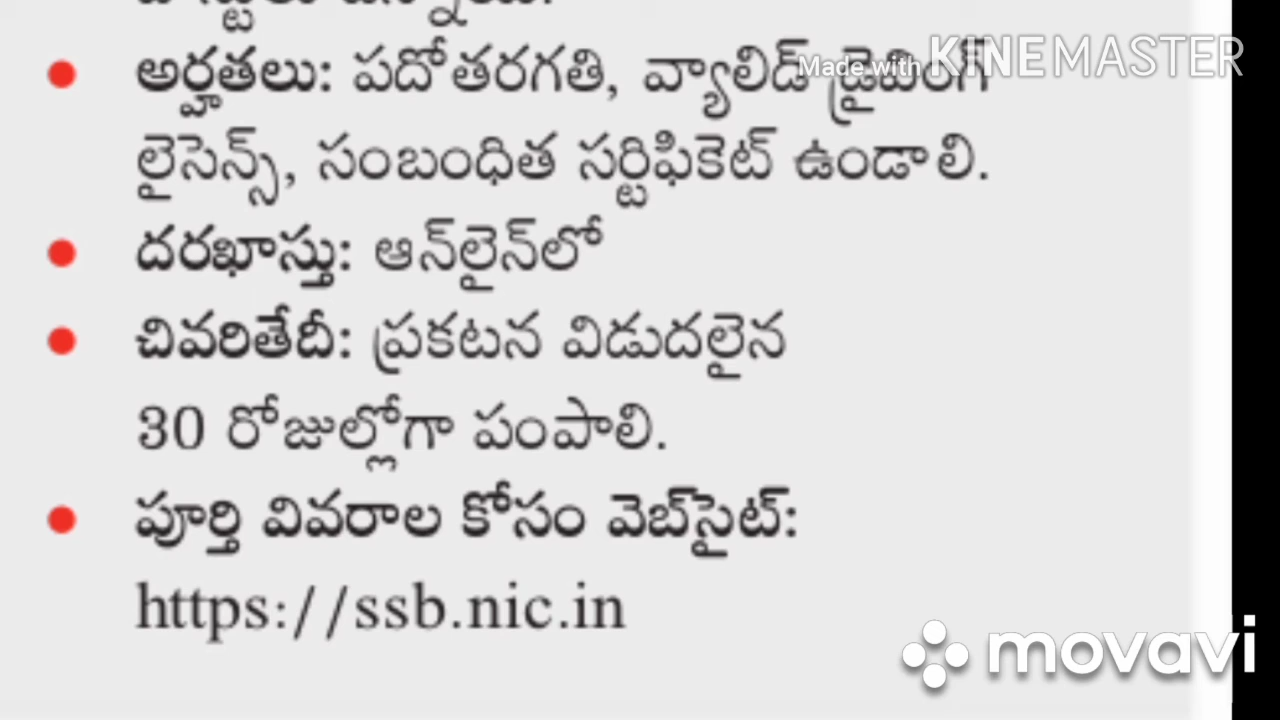 అర్హతలు: పదోతరగతి, వ్యాలిడ్ డ్రైవింగ్
Made with KINEMASTER
లైసెన్స్, సంబంధిత సర్టిఫికెట్ ఉండాలి.
దరఖాస్తు: ఆన్‌లైన్‌లో
చివరితేదీ: ప్రకటన విడుదలైన
30 రోజుల్లోగా పంపాలి.
పూర్తి వివరాల కోసం వెబ్‌సైట్:
https://ssb.nic.in
movavi